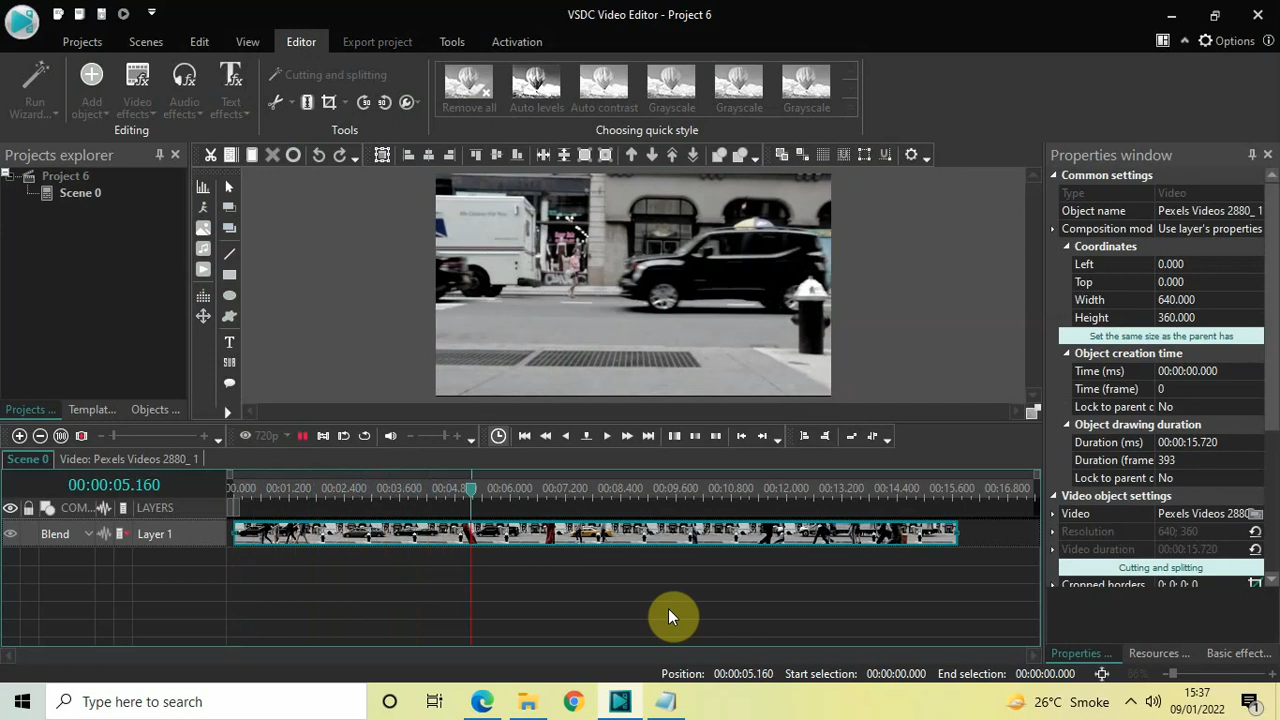 VSDC Video Editor - Project 6
Projects
Scenes
Edit
View
Editor
Export project
Tools
Activation
Options
Run
Wizard...
Add
object
Video
effects
Audio
effects
Text
effects
Editing
Cutting and splitting
Tools
Remove all
Auto levels
Auto contrast
Grayscale
Grayscale
Grayscale
Choosing quick style
Projects explorer
Project 6
Scene 0
Projects ...
Templat...
Objects ...
Properties window
Common settings
Type
Video
Object name
Pexels Videos 2880_ 1
Composition mod
Use layer's properties
Coordinates
Left
0.000
Top
0.000
Width
640.000
Height
360.000
Set the same size as the parent has
Object creation time
Time (ms)
00:00:00.000
Time (frame)
0
Lock to parent c
No
Object drawing duration
Duration (ms)
00:00:15.720
Duration (frame
393
Lock to parent c
No
Video object settings
Video
Pexels Videos 2880
Resolution
640; 360
Video duration
00:00:15.720
Cutting and splitting
Cropped borders
0; 0; 0; 0
Properties ...
Resources ...
Basic effect...
720p
Scene 0
Video: Pexels Videos 2880_ 1
00:00:05.160
0.000
00:01.200
00:02.400
00:03.600
00:04.800
00:06.000
00:07.200
00:08.400
00:09.600
00:10.800
00:12.000
00:13.200
00:14.400
00:15.600
00:16.800
COM...
LAYERS
Blend
Layer 1
Position:
00:00:05.160
Start selection:
00:00:00.000
End selection:
00:00:00.000
86%
Type here to search
26°C Smoke
15:37
09/01/2022
1